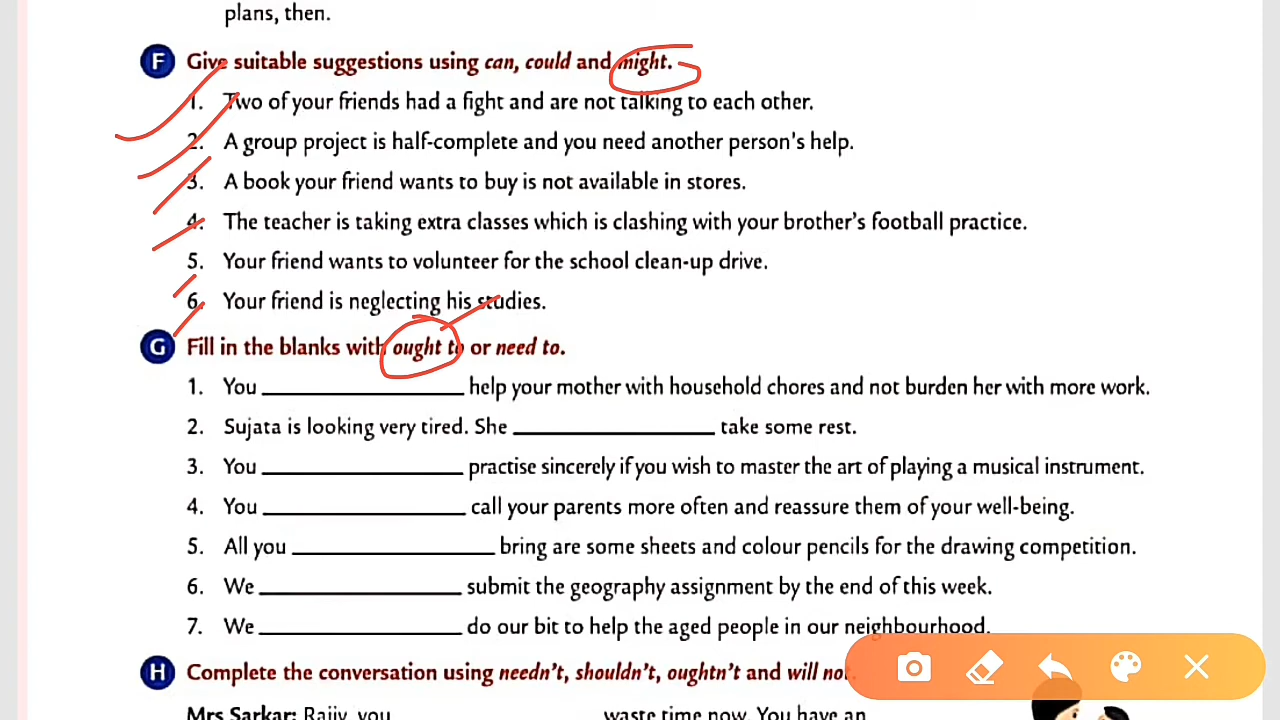 plans, then.
F Give suitable suggestions using can, could and might.
1. Two of your friends had a fight and are not talking to each other.
2. A group project is half-complete and you need another person's help.
3. A book your friend wants to buy is not available in stores.
4. The teacher is taking extra classes which is clashing with your brother's football practice.
5. Your friend wants to volunteer for the school clean-up drive.
6. Your friend is neglecting his studies.
G Fill in the blanks with ought to or need to.
1. You ____________ help your mother with household chores and not burden her with more work.
2. Sujata is looking very tired. She ____________ take some rest.
3. You ____________ practise sincerely if you wish to master the art of playing a musical instrument.
4. You ____________ call your parents more often and reassure them of your well-being.
5. All you ____________ bring are some sheets and colour pencils for the drawing competition.
6. We ____________ submit the geography assignment by the end of this week.
7. We ____________ do our bit to help the aged people in our neighbourhood.
H Complete the conversation using needn't, shouldn't, oughtn't and will not.
Mrs Sarkar: Rajiv, you ____________ waste time now. You have an